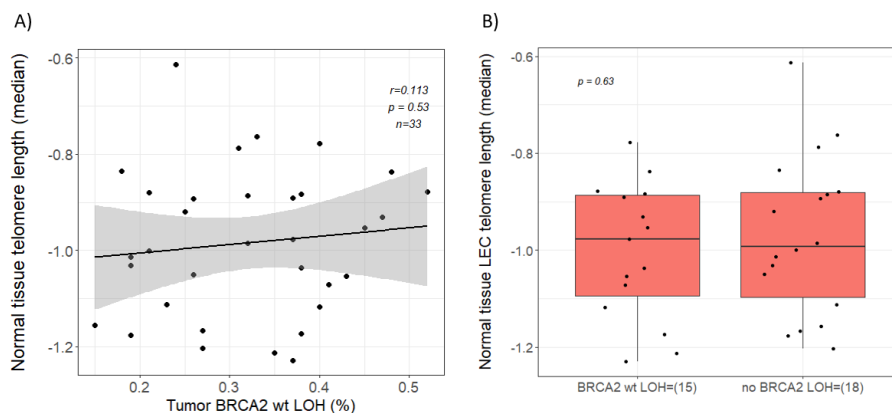 A)
Normal tissue telomere length (median)
-0.6
-0.8
-1.0
-1.2
r=0.113
p = 0.53
n=33
0.2
0.3
0.4
0.5
Tumor BRCA2 wt LOH (%)
B)
Normal tissue LEC telomere length (median)
-0.6
-0.8
-1.0
-1.2
p = 0.63
BRCA2 wt LOH=(15)
no BRCA2 LOH=(18)